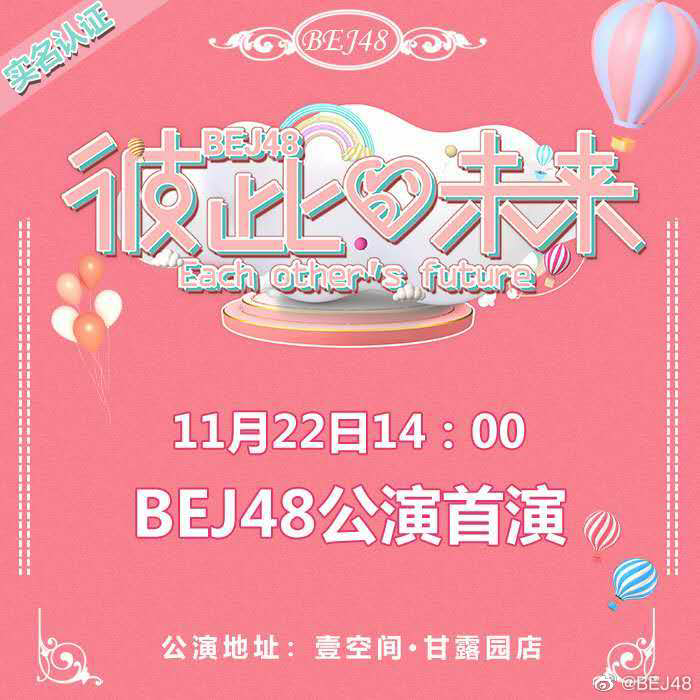 实名认证
BEJ48
BEJ48
彼此的未来
Each other's future
11月22日14：00
BEJ48公演首演
公演地址：壹空间·甘露园店
@BEJ48